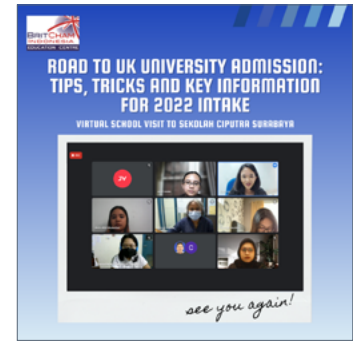 BRITCHAM
INDONESIA
EDUCATION CENTRE
ROAD TO UK UNIVERSITY ADMISSION:
TIPS, TRICKS AND KEY INFORMATION
FOR 2022 INTAKE
VIRTUAL SCHOOL VISIT TO SEKOLAH CIPUTRA SURABAYA
ZV
C
see you again!